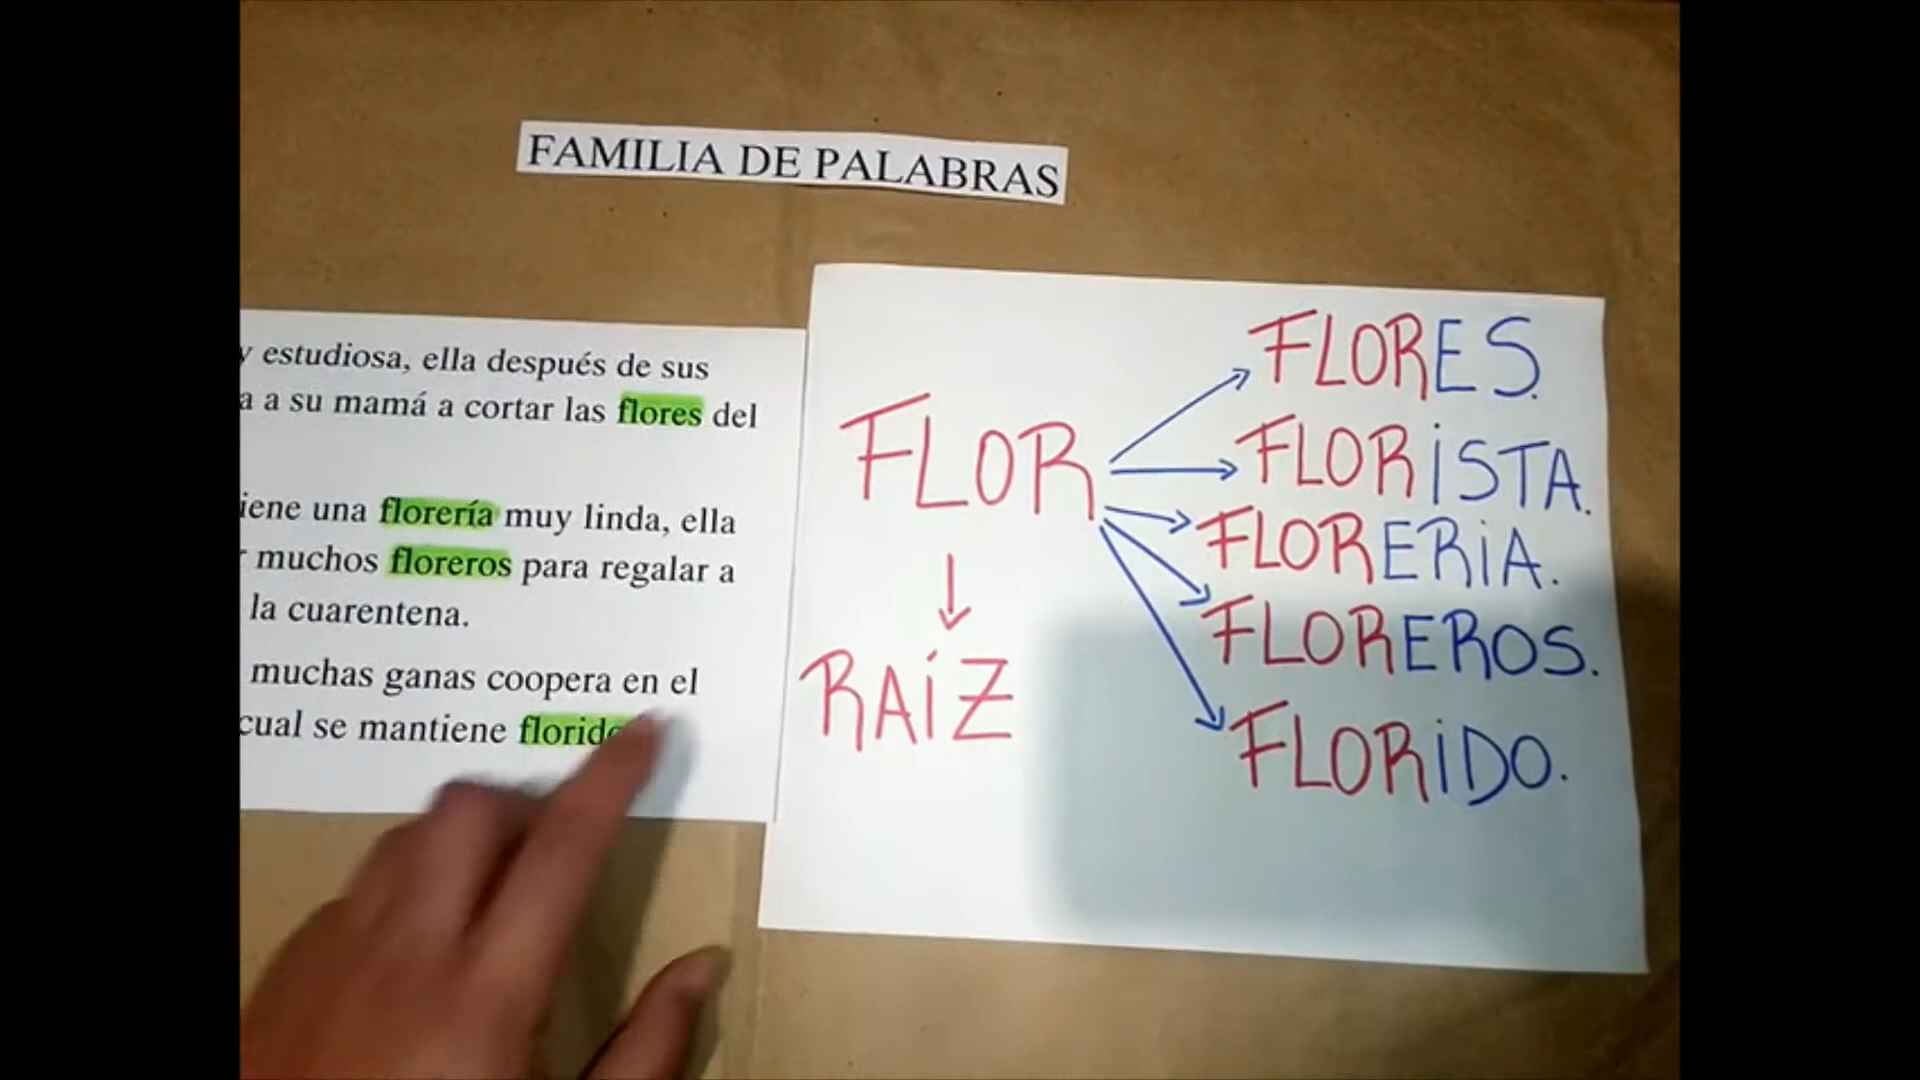 FAMILIA DE PALABRAS
estudiosa, ella después de sus
a a su mamá a cortar las flores del
iene una florería muy linda, ella
muchos floreros para regalar a
la cuarentena.
muchas ganas coopera en el
cual se mantiene
FLOR
RAÍZ
FLORES.
FLORISTA.
FLORERIA.
FLOREROS.
FLORIDO.